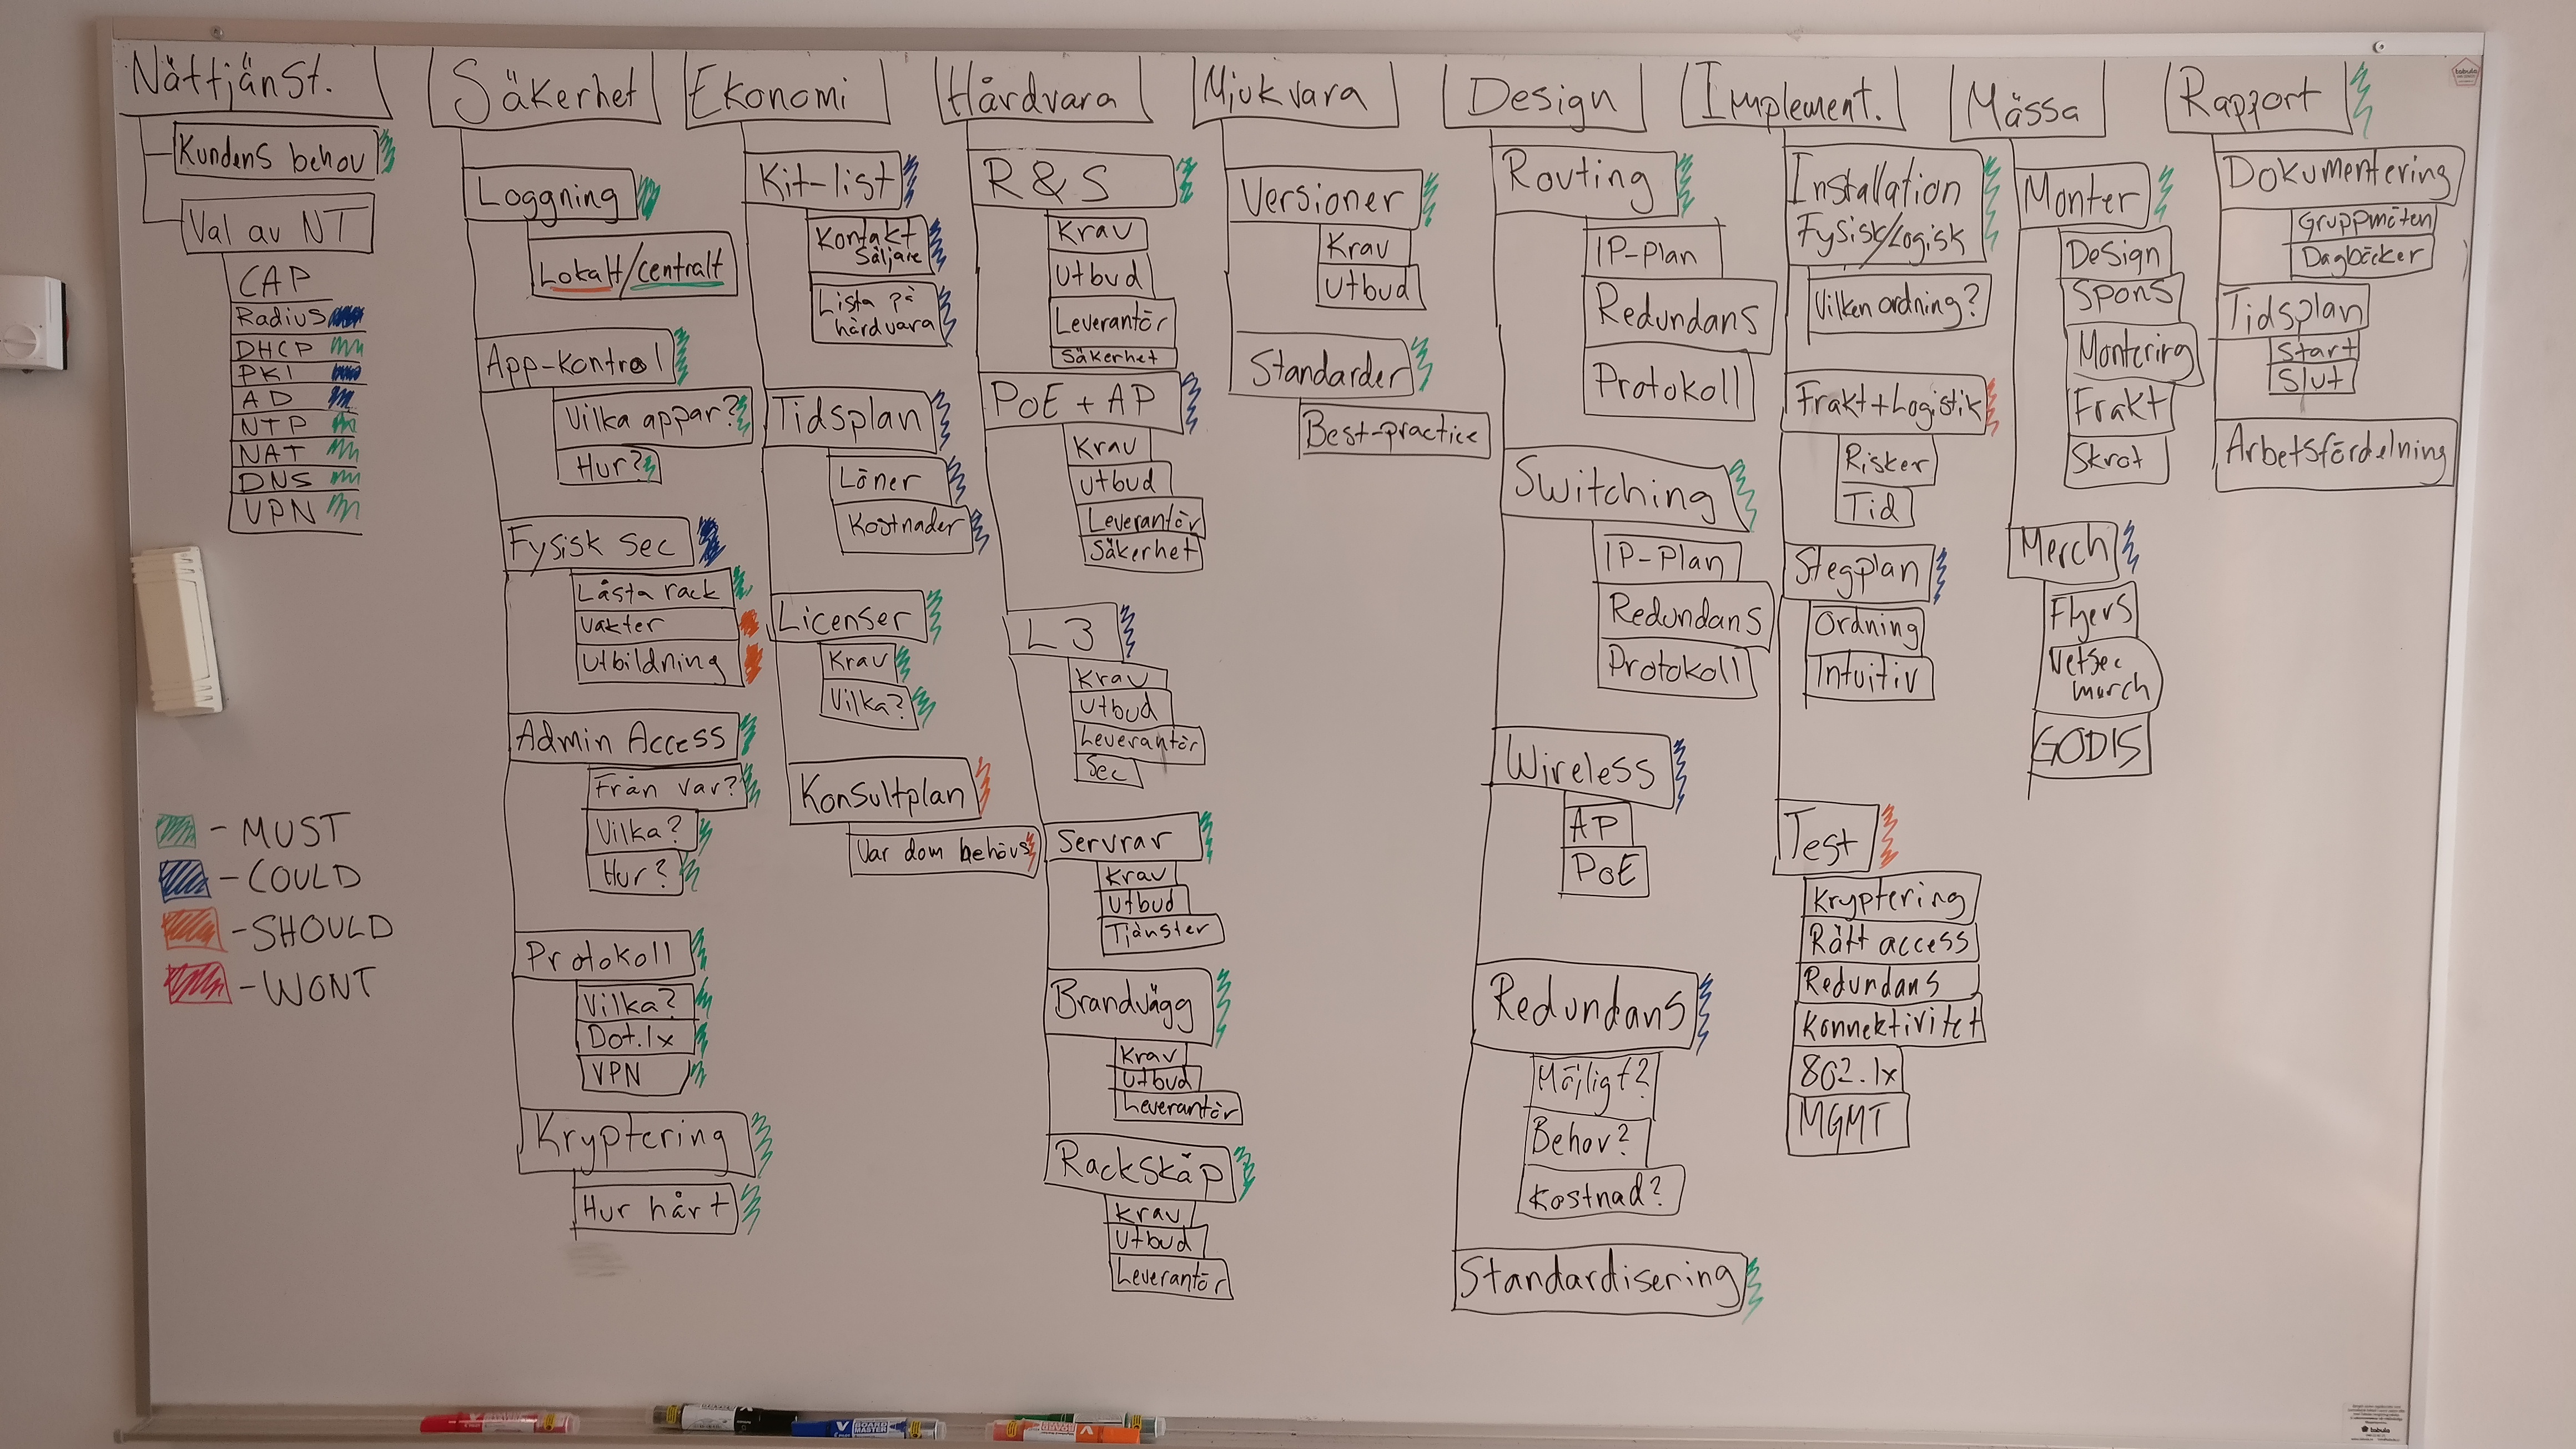 Nättjänst.
Kundens behov
Val av NT
CAP
Radius
DHCP
PKI
AD
NTP
NAT
DNS
VPN
- MUST
- COULD
- SHOULD
- WONT
Säkerhet
Loggning
Lokalt/centralt
App-kontrol
Vilka appar?
Hur?
Fysisk sec
Låsta rack
Vakter
Utbildning
Admin Access
Från var?
Vilka?
Hur?
Protokoll
Vilka?
Dot.1x
VPN
Kryptering
Hur hårt
Ekonomi
Kit-list
Kontakt
Säljare
Lista på
hårdvara
Tidsplan
Löner
Kostnader
Licenser
Krav
Vilka?
Konsultplan
Var dom behövs
Hårdvara
R & S
Krav
Utbud
Leverantör
Säkerhet
PoE + AP
Krav
Utbud
Leverantör
Säkerhet
L3
Krav
Utbud
Leverantör
Sec
Servrar
Krav
Utbud
Tjänster
Brandvägg
Krav
Utbud
Leverantör
Rackskåp
Krav
Utbud
Leverantör
Mjukvara
Versioner
Krav
Utbud
Standarder
Best-practice
Design
Routing
IP-Plan
Redundans
Protokoll
Switching
IP-Plan
Redundans
Protokoll
Wireless
AP
PoE
Redundans
Möjligt?
Behov?
Kostnad?
Standardisering
Implement.
Installation
Fysisk/Logisk
Vilken ordning?
Frakt+Logistik
Risker
Tid
Stegplan
Ordning
Intuitiv
Test
Kryptering
Rätt access
Redundans
Konnektivitet
802.1x
MGMT
Mässa
Monter
Design
Spons
Montering
Frakt
Skrot
Merch
Flyers
NetSec
murch
GODIS
Rapport
Dokumentering
Gruppmöten
Dagböcker
Tidsplan
Start
Slut
Arbetsfördelning
tabula
tabula